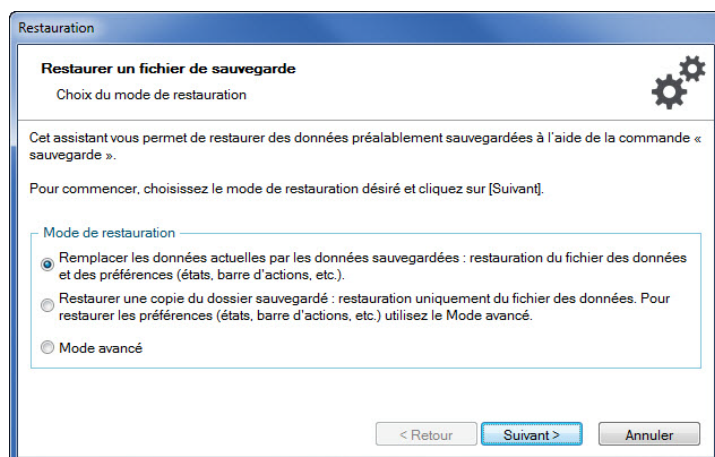 Restauration
Restaurer un fichier de sauvegarde
Choix du mode de restauration
Cet assistant vous permet de restaurer des données préalablement sauvegardées à l'aide de la commande «
sauvegarde ».
Pour commencer, choisissez le mode de restauration désiré et cliquez sur [Suivant].
Mode de restauration
Remplacer les données actuelles par les données sauvegardées : restauration du fichier des données
et des préférences (états, barre d'actions, etc.).
Restaurer une copie du dossier sauvegardé : restauration uniquement du fichier des données. Pour
restaurer les préférences (états, barre d'actions, etc.) utilisez le Mode avancé.
Mode avancé
< Retour Suivant > Annuler